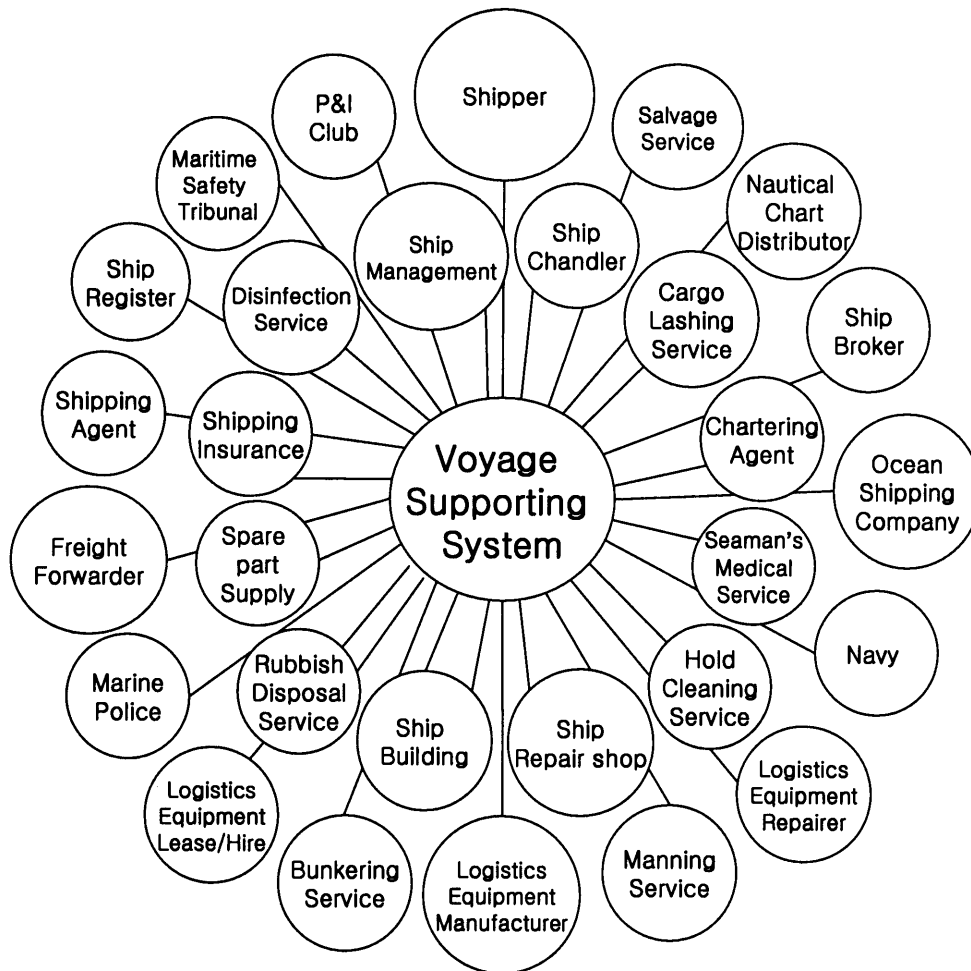 Shipper
P&I
Club
Salvage
Service
Maritime
Safety
Tribunal
Nautical
Chart
Distributor
Ship
Management
Ship
Chandler
Ship
Register
Disinfection
Service
Cargo
Lashing
Service
Ship
Broker
Shipping
Agent
Shipping
Insurance
Chartering
Agent
Ocean
Shipping
Company
Voyage
Supporting
System
Freight
Forwarder
Spare
part
Supply
Seaman's
Medical
Service
Navy
Marine
Police
Rubbish
Disposal
Service
Hold
Cleaning
Service
Ship
Building
Ship
Repair shop
Logistics
Equipment
Lease/Hire
Logistics
Equipment
Repairer
Bunkering
Service
Logistics
Equipment
Manufacturer
Manning
Service